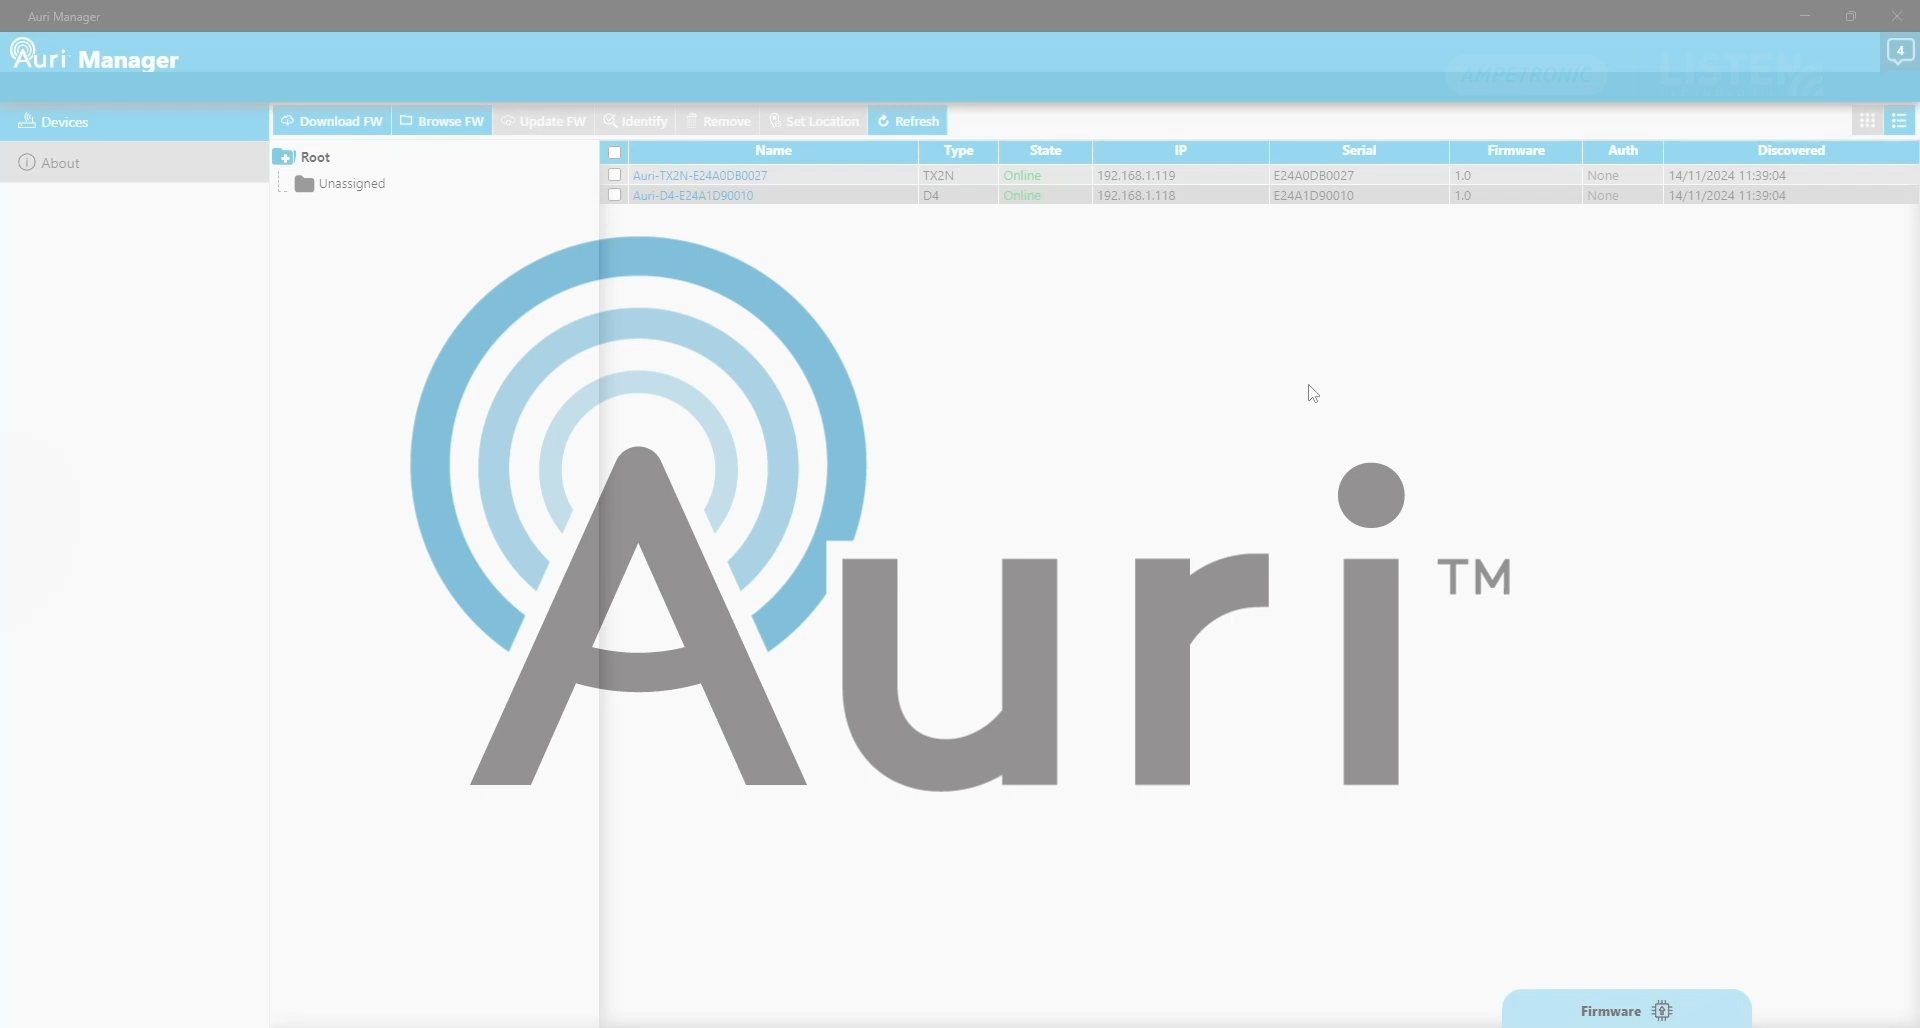 Auri Manager
Auri Manager
4
AMPETRONIC LISTEN
Devices
About
Download FW Browse FW Update FW Identify Remove Set Location Refresh
Root
Unassigned
Name Type State IP Serial Firmware Auth Discovered
Auri-TX2N-E24A0DB0027 TX2N Online 192.168.1.119 E24A0DB0027 1.0 None 14/11/2024 11:39:04
Auri-D4-E24A1D90010 D4 Online 192.168.1.118 E24A1D90010 1.0 None 14/11/2024 11:39:04
Auri™
Firmware